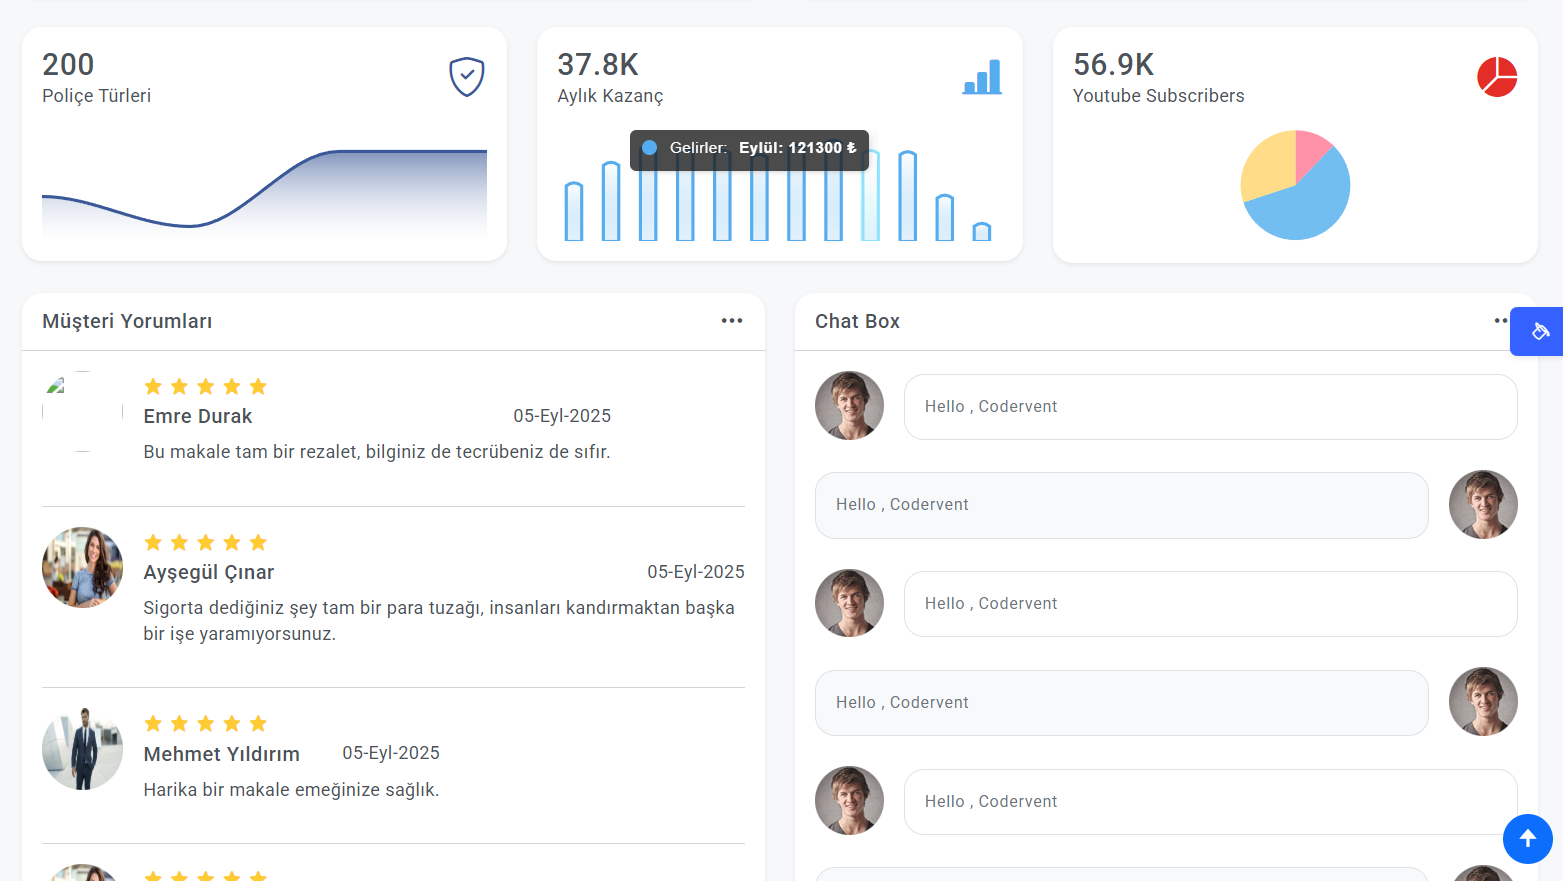 200
Poliçe Türleri
37.8K
Aylık Kazanç
Gelirler: Eylül: 121300 ₺
56.9K
Youtube Subscribers
Müşteri Yorumları
Emre Durak 05-Eyl-2025
Bu makale tam bir rezalet, bilginiz de tecrübeniz de sıfır.
Ayşegül Çınar 05-Eyl-2025
Sigorta dediğiniz şey tam bir para tuzağı, insanları kandırmaktan başka
bir işe yaramıyorsunuz.
Mehmet Yıldırım 05-Eyl-2025
Harika bir makale emeğinize sağlık.
Chat Box
Hello , Codervent
Hello , Codervent
Hello , Codervent
Hello , Codervent
Hello , Codervent